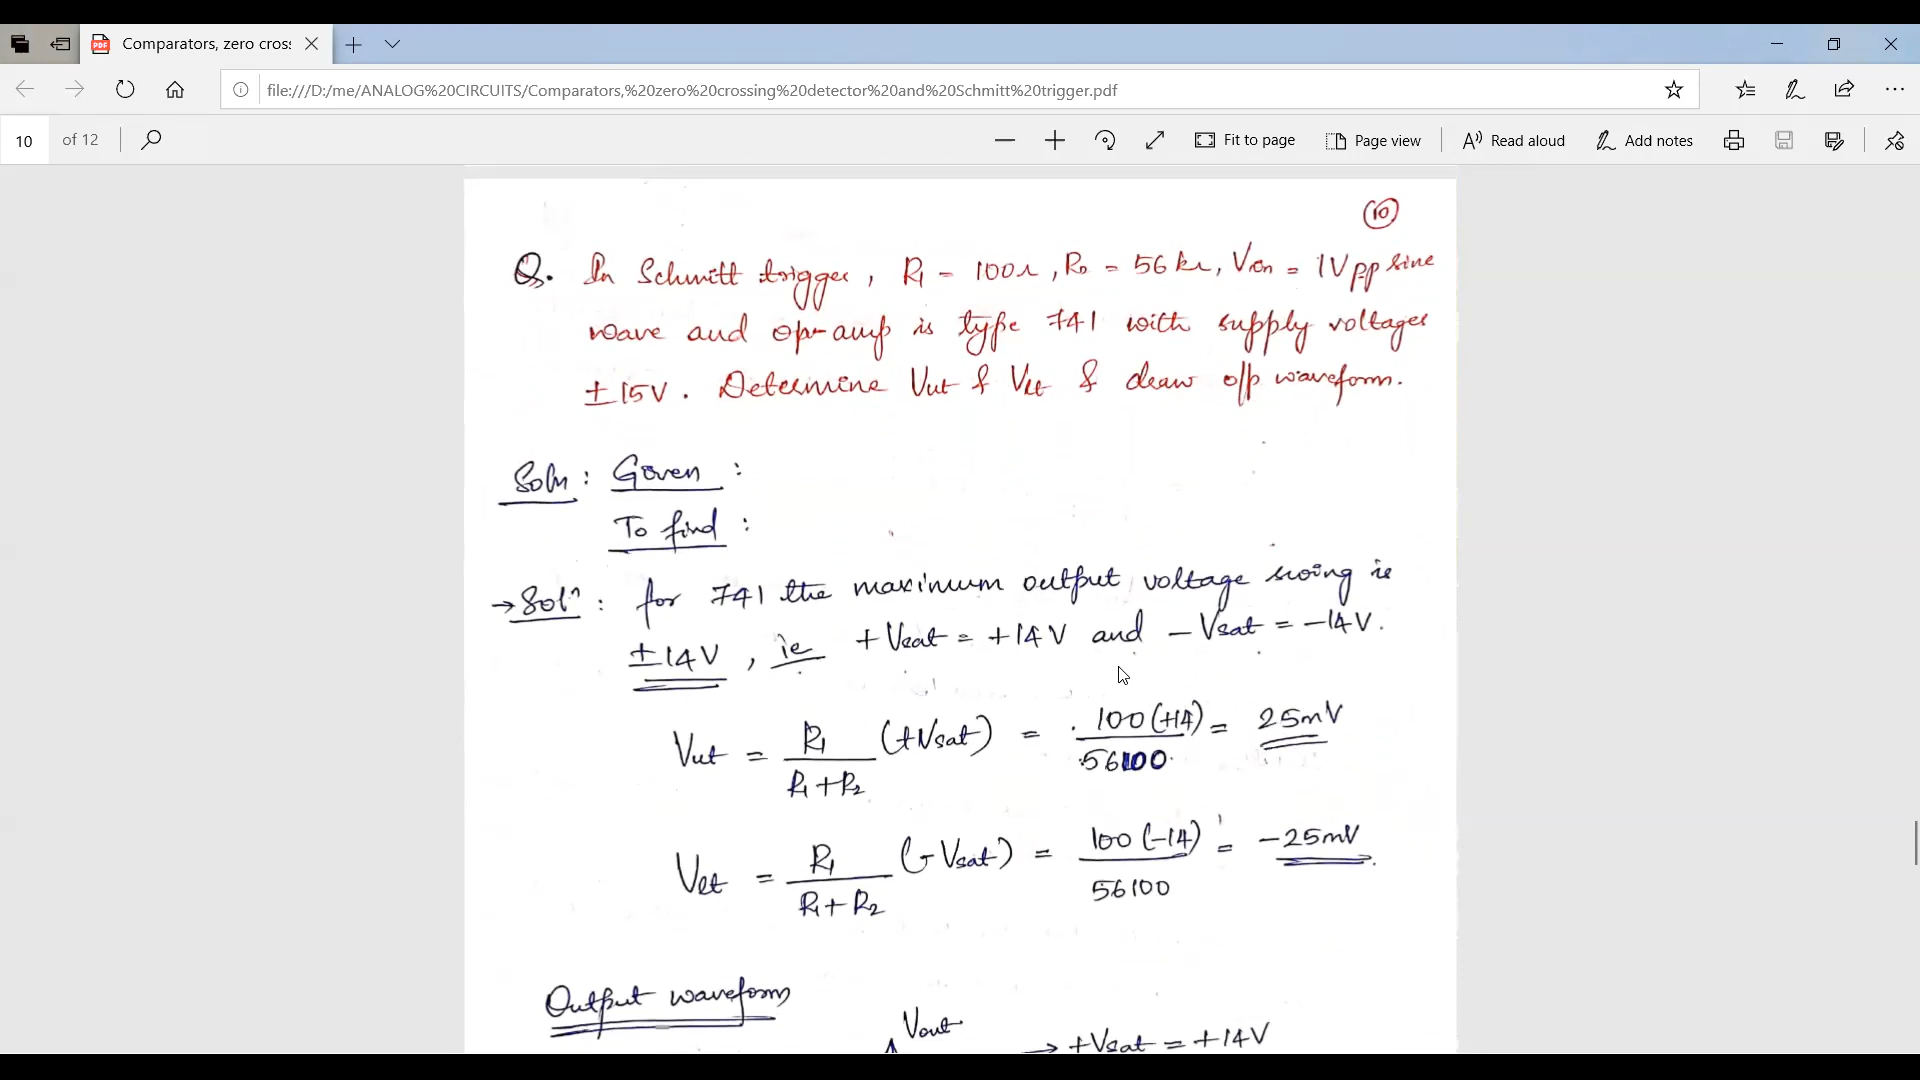 Comparators, zero cros:
file:///D:/me/ANALOG%20CIRCUITS/Comparators,%20zero%20crossing%20detector%20and%20Schmitt%20trigger.pdf
10 of 12
Fit to page
Page view
Read aloud
Add notes
10
Q. In Schmitt trigger, R1 = 100Ω, R2 = 56kΩ, Vin = 1Vpp sine
wave and op-amp is type 741 with supply voltages
±15V. Determine Vut & Vlt & draw o/p waveform.
Soln: Given:
To find:
→Solⁿ: for 741 the maximum output voltage swing is
±14V, ie +Vsat = +14V and -Vsat = -14V.
Vut = R1 / R1+R2 (+Vsat) = 100(+14) / 56100 = 25mV
Vlt = R1 / R1+R2 (-Vsat) = 100(-14) / 56100 = -25mV
Output waveform
Vout
→ +Vsat = +14V